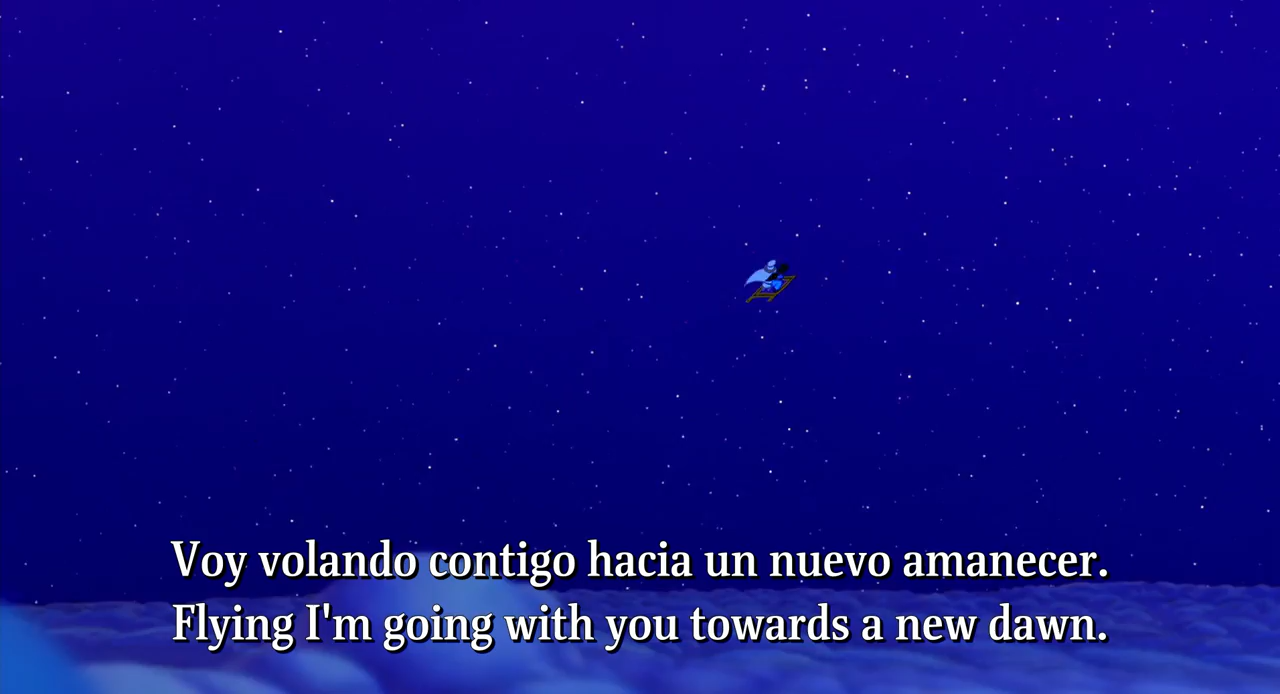 Voy volando contigo hacia un nuevo amanecer.
Flying I'm going with you towards a new dawn.